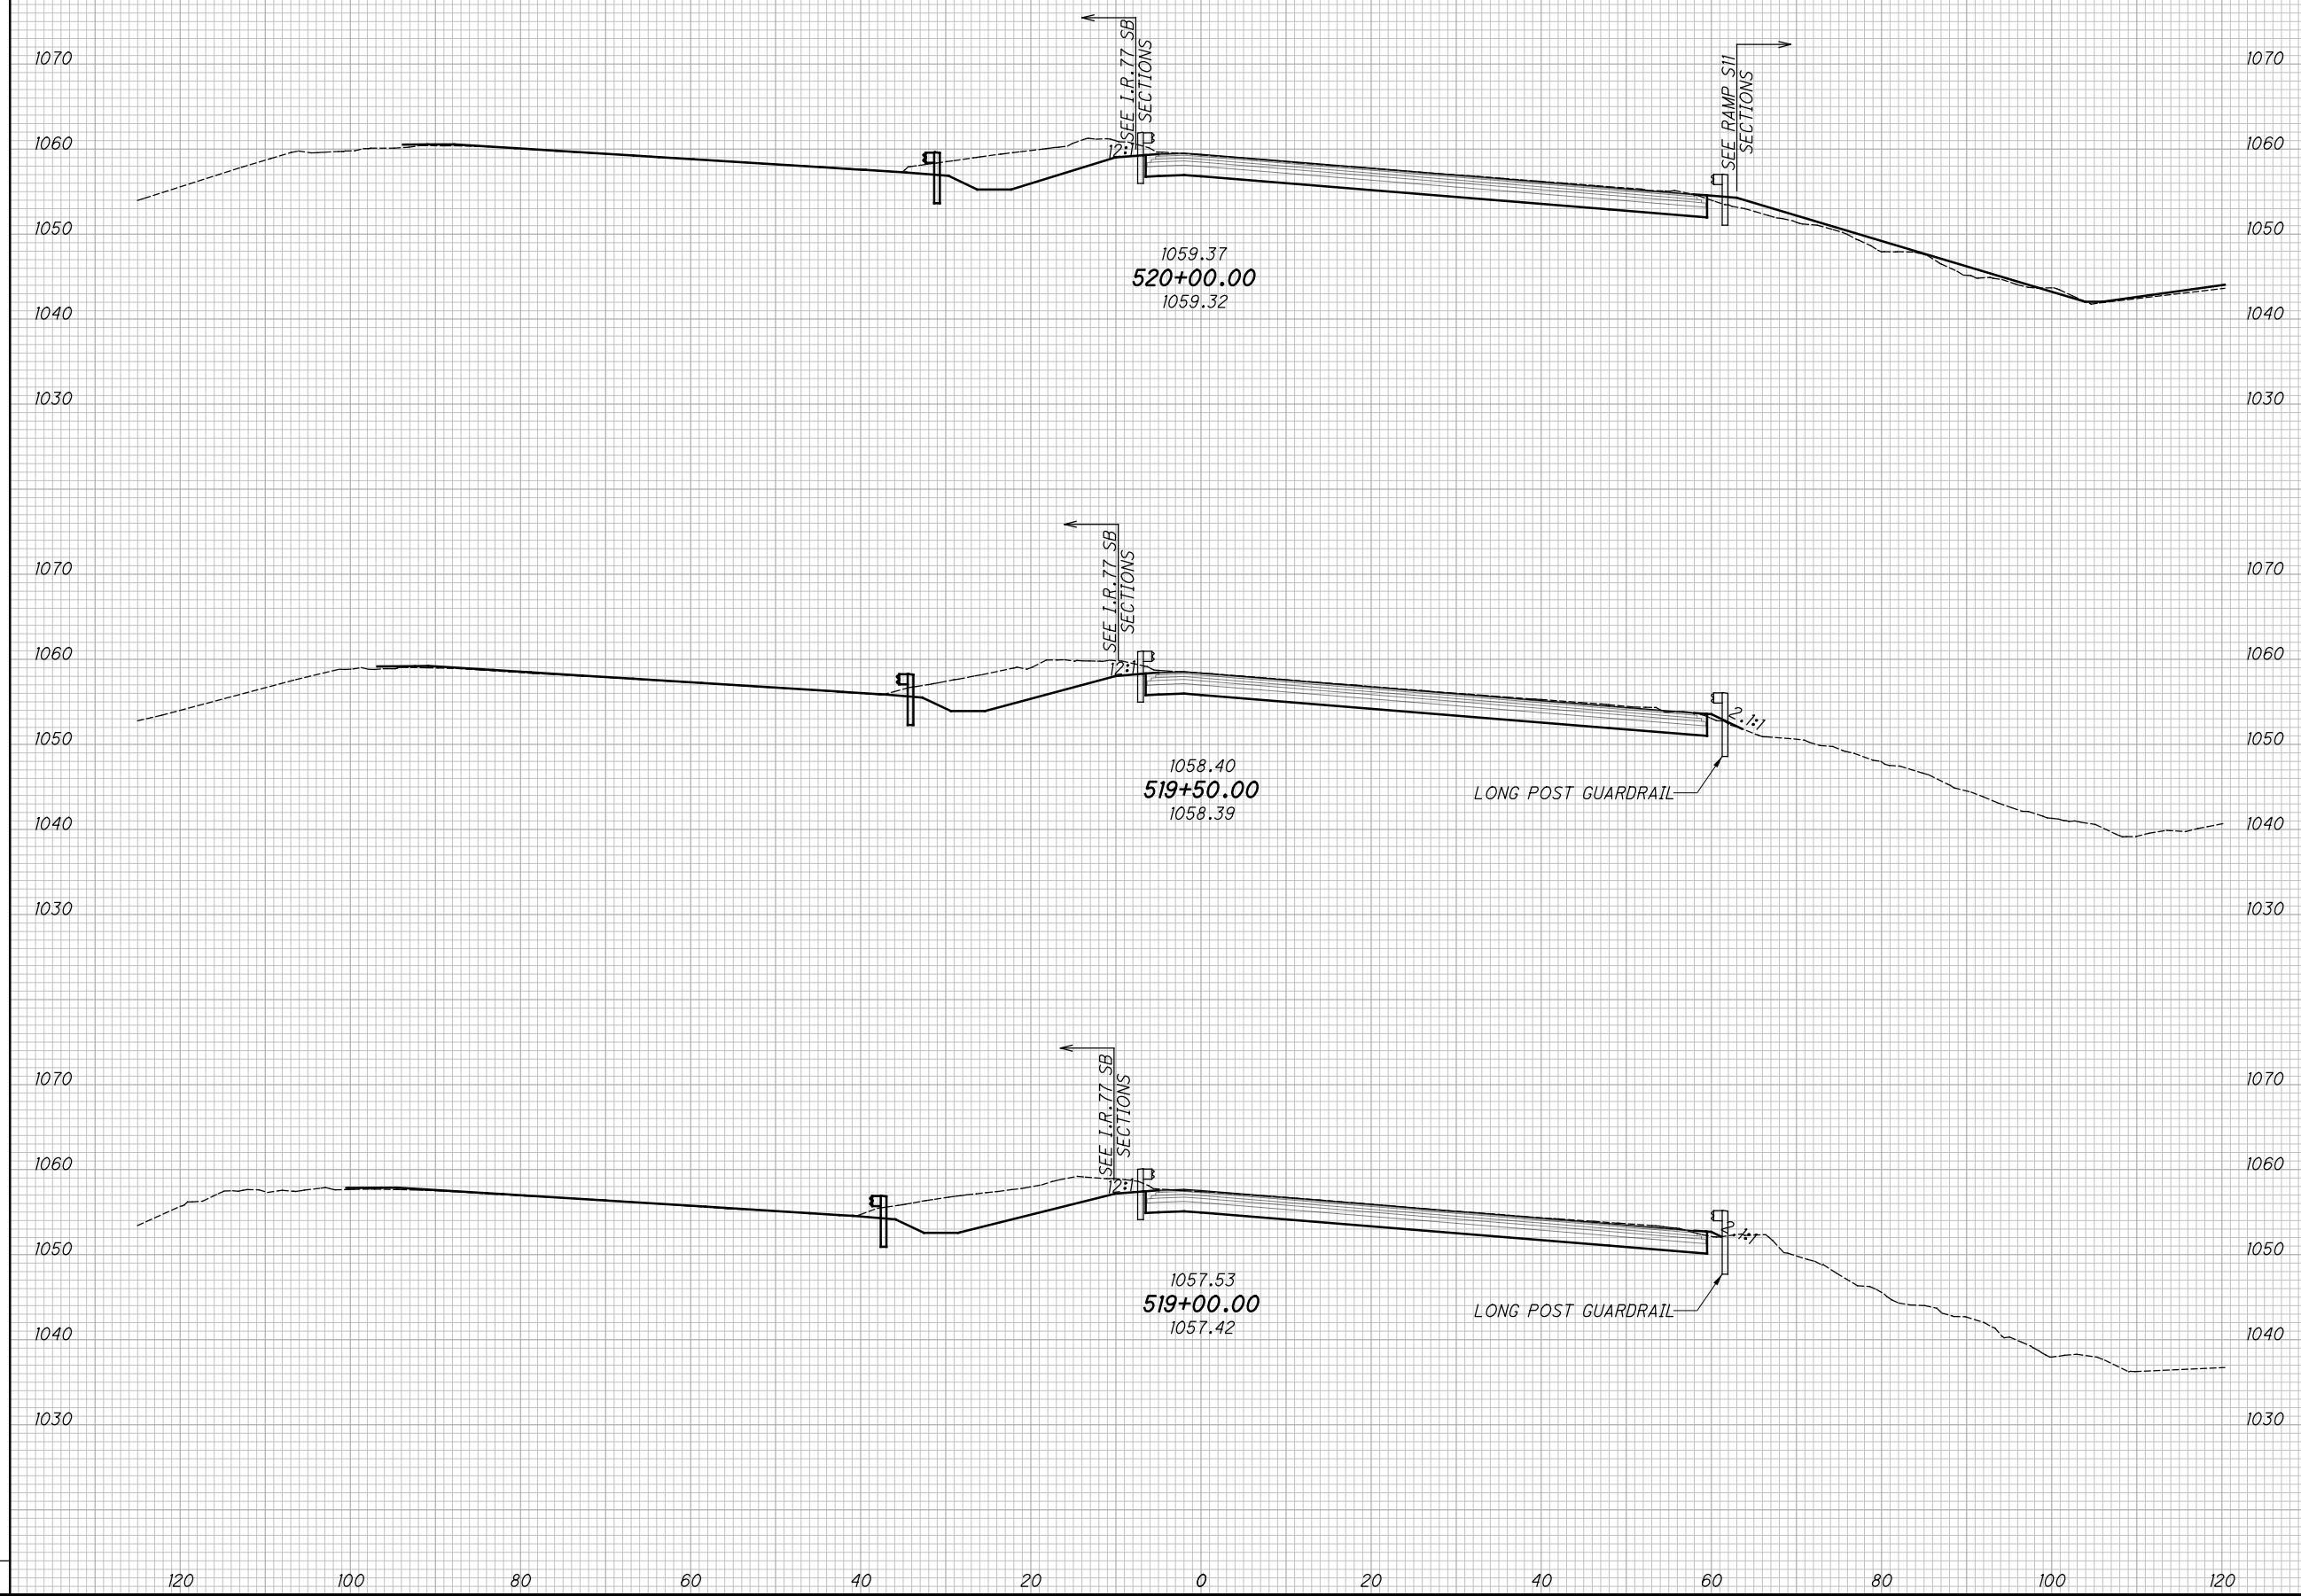 SEE I.R.77 SB
SECTIONS
SEE RAMP S11
SECTIONS
1070 1070
1060 12:1 1060
1050 1050
1059.37
520+00.00
1059.32
1040 1040
1030 1030
SEE I.R.77 SB
SECTIONS
1070 1070
1060 12:1 1060
2.1:1
1050 1050
1058.40
519+50.00
1058.39
LONG POST GUARDRAIL
1040 1040
1030 1030
SEE I.R.77 SB
SECTIONS
1070 1070
1060 12:1 1060
2.1:1
1050 1050
1057.53
519+00.00
1057.42
LONG POST GUARDRAIL
1040 1040
1030 1030
120 100 80 60 40 20 0 20 40 60 80 100 120